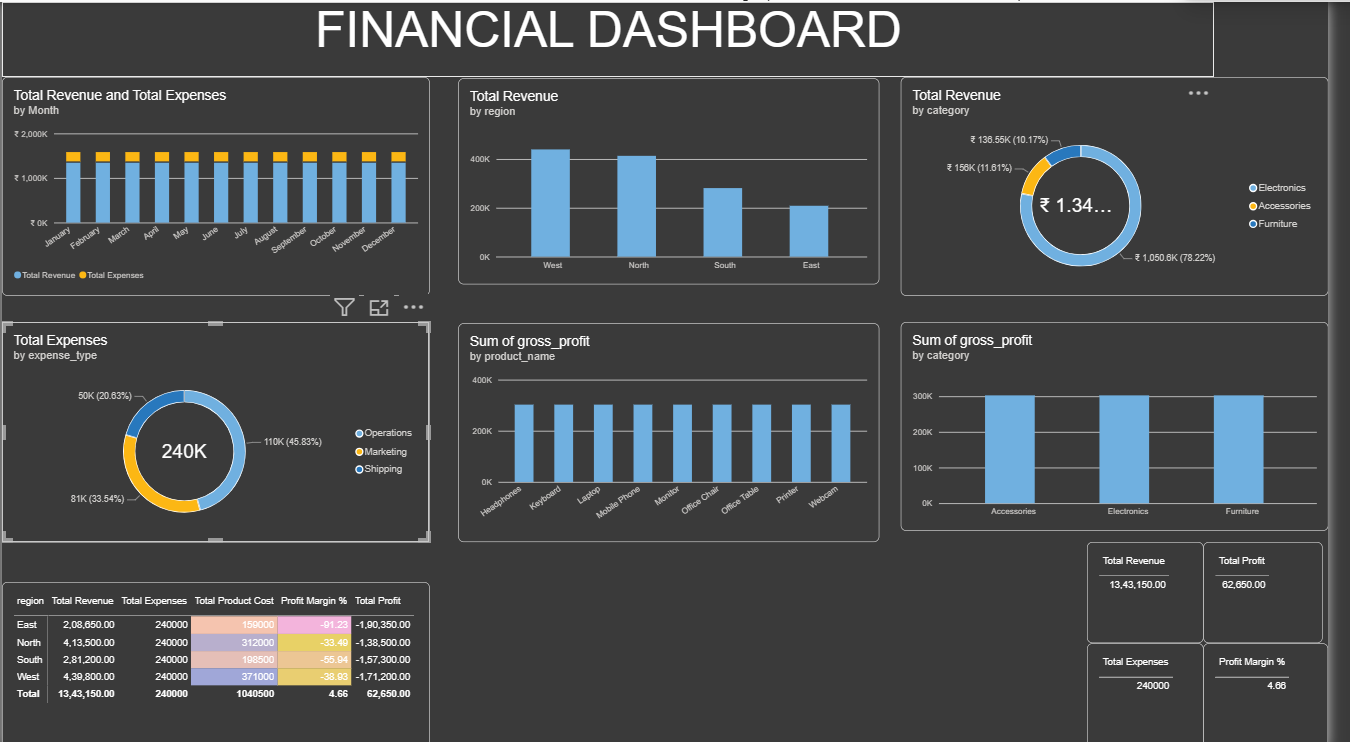 FINANCIAL DASHBOARD
Total Revenue and Total Expenses
by Month
₹ 2,000K
₹ 1,000K
₹ 0K
January February March April May June July August September October November December
Total Revenue Total Expenses
Total Revenue
by region
400K
200K
0K
West North South East
Total Revenue
by category
₹ 136.55K (10.17%)
₹ 156K (11.61%)
₹ 1.34...
₹ 1,050.6K (78.22%)
Electronics
Accessories
Furniture
Total Expenses
by expense_type
50K (20.63%)
110K (45.83%)
240K
81K (33.54%)
Operations
Marketing
Shipping
Sum of gross_profit
by product_name
400K
200K
0K
Headphones Keyboard Laptop Mobile Phone Monitor Office Chair Office Table Printer Webcam
Sum of gross_profit
by category
300K
200K
100K
0K
Accessories Electronics Furniture
region Total Revenue Total Expenses Total Product Cost Profit Margin % Total Profit
East 2,08,650.00 240000 159000 -91.23 -1,90,350.00
North 4,13,500.00 240000 312000 -33.49 -1,38,500.00
South 2,81,200.00 240000 198500 -55.94 -1,57,300.00
West 4,39,800.00 240000 371000 -38.93 -1,71,200.00
Total 13,43,150.00 240000 1040500 4.66 62,650.00
Total Revenue
13,43,150.00
Total Profit
62,650.00
Total Expenses
240000
Profit Margin %
4.66